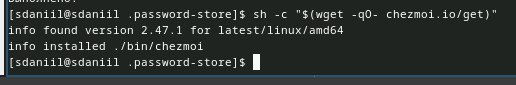 [sdaniil@sdaniil .password-store]$ sh -c "$(wget -qO- chezmoi.io/get)"
info found version 2.47.1 for latest/linux/amd64
info installed ./bin/chezmoi
[sdaniil@sdaniil .password-store]$